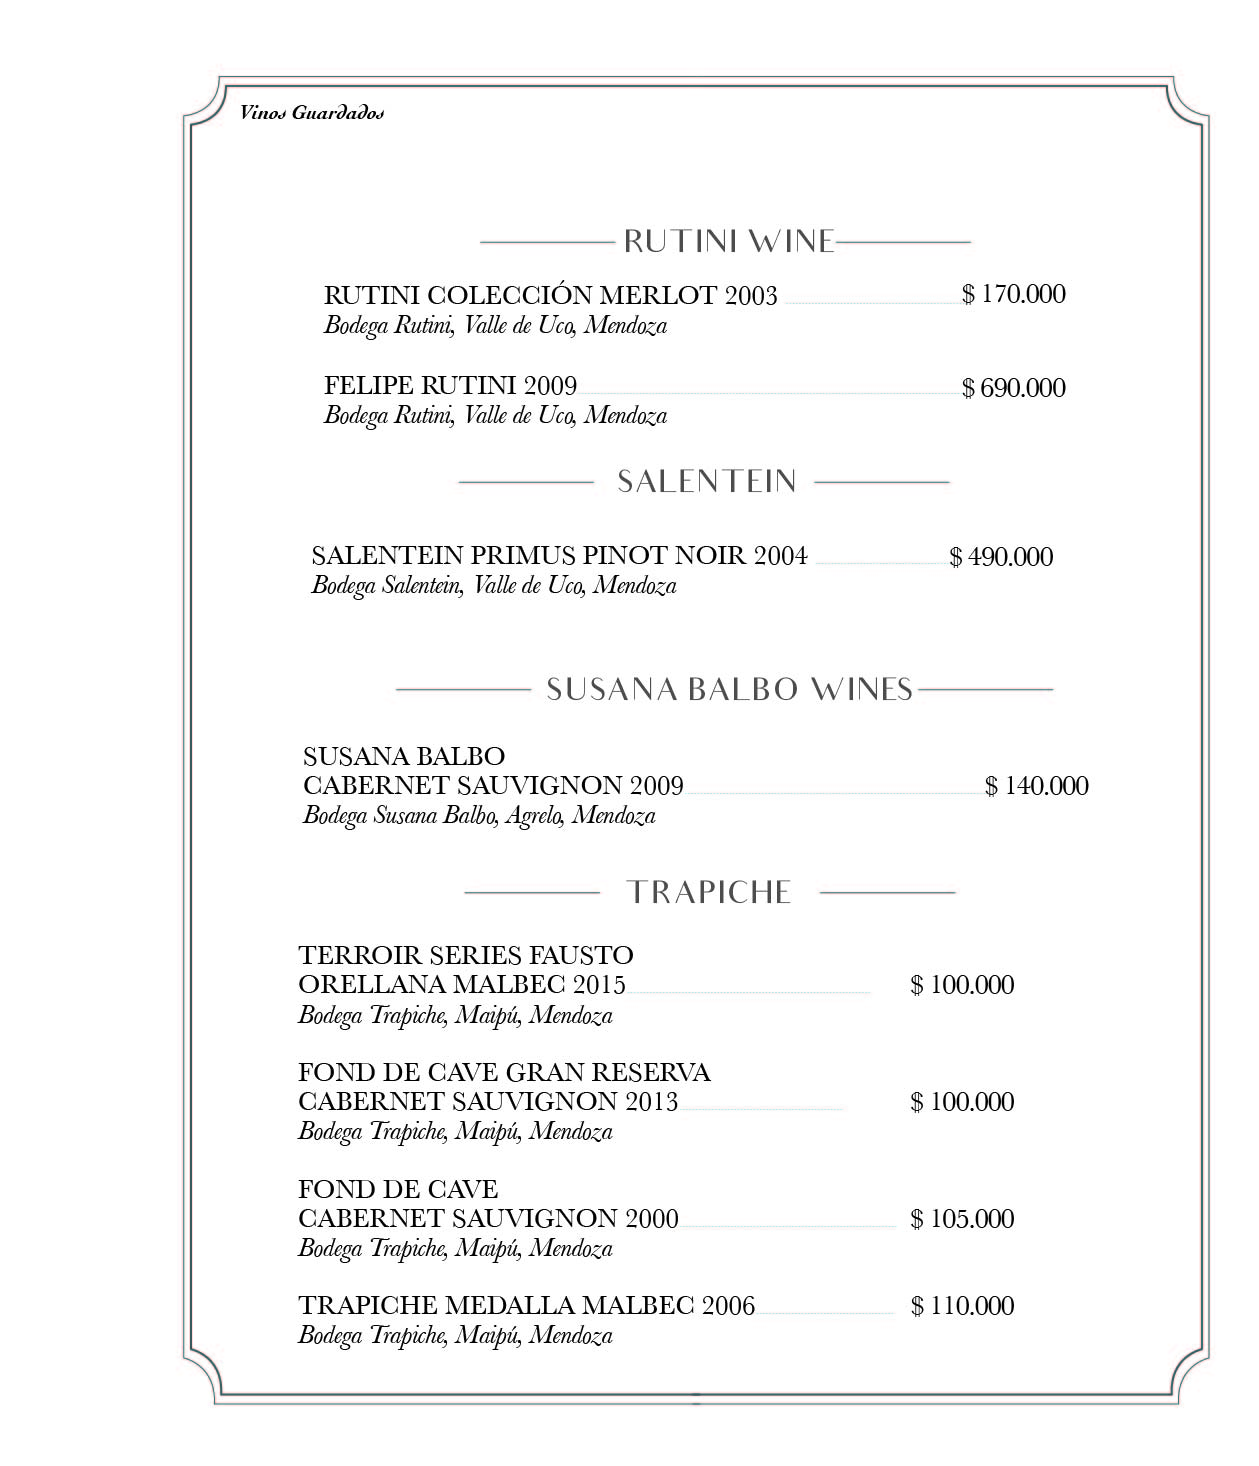 Vinos Guardados
RUTINI WINE
RUTINI COLECCIÓN MERLOT 2003 $ 170.000
Bodega Rutini, Valle de Uco, Mendoza
FELIPE RUTINI 2009 $ 690.000
Bodega Rutini, Valle de Uco, Mendoza
SALENTEIN
SALENTEIN PRIMUS PINOT NOIR 2004 $ 490.000
Bodega Salentein, Valle de Uco, Mendoza
SUSANA BALBO WINES
SUSANA BALBO
CABERNET SAUVIGNON 2009 $ 140.000
Bodega Susana Balbo, Agrelo, Mendoza
TRAPICHE
TERROIR SERIES FAUSTO
ORELLANA MALBEC 2015 $ 100.000
Bodega Trapiche, Maipú, Mendoza
FOND DE CAVE GRAN RESERVA
CABERNET SAUVIGNON 2013 $ 100.000
Bodega Trapiche, Maipú, Mendoza
FOND DE CAVE
CABERNET SAUVIGNON 2000 $ 105.000
Bodega Trapiche, Maipú, Mendoza
TRAPICHE MEDALLA MALBEC 2006 $ 110.000
Bodega Trapiche, Maipú, Mendoza